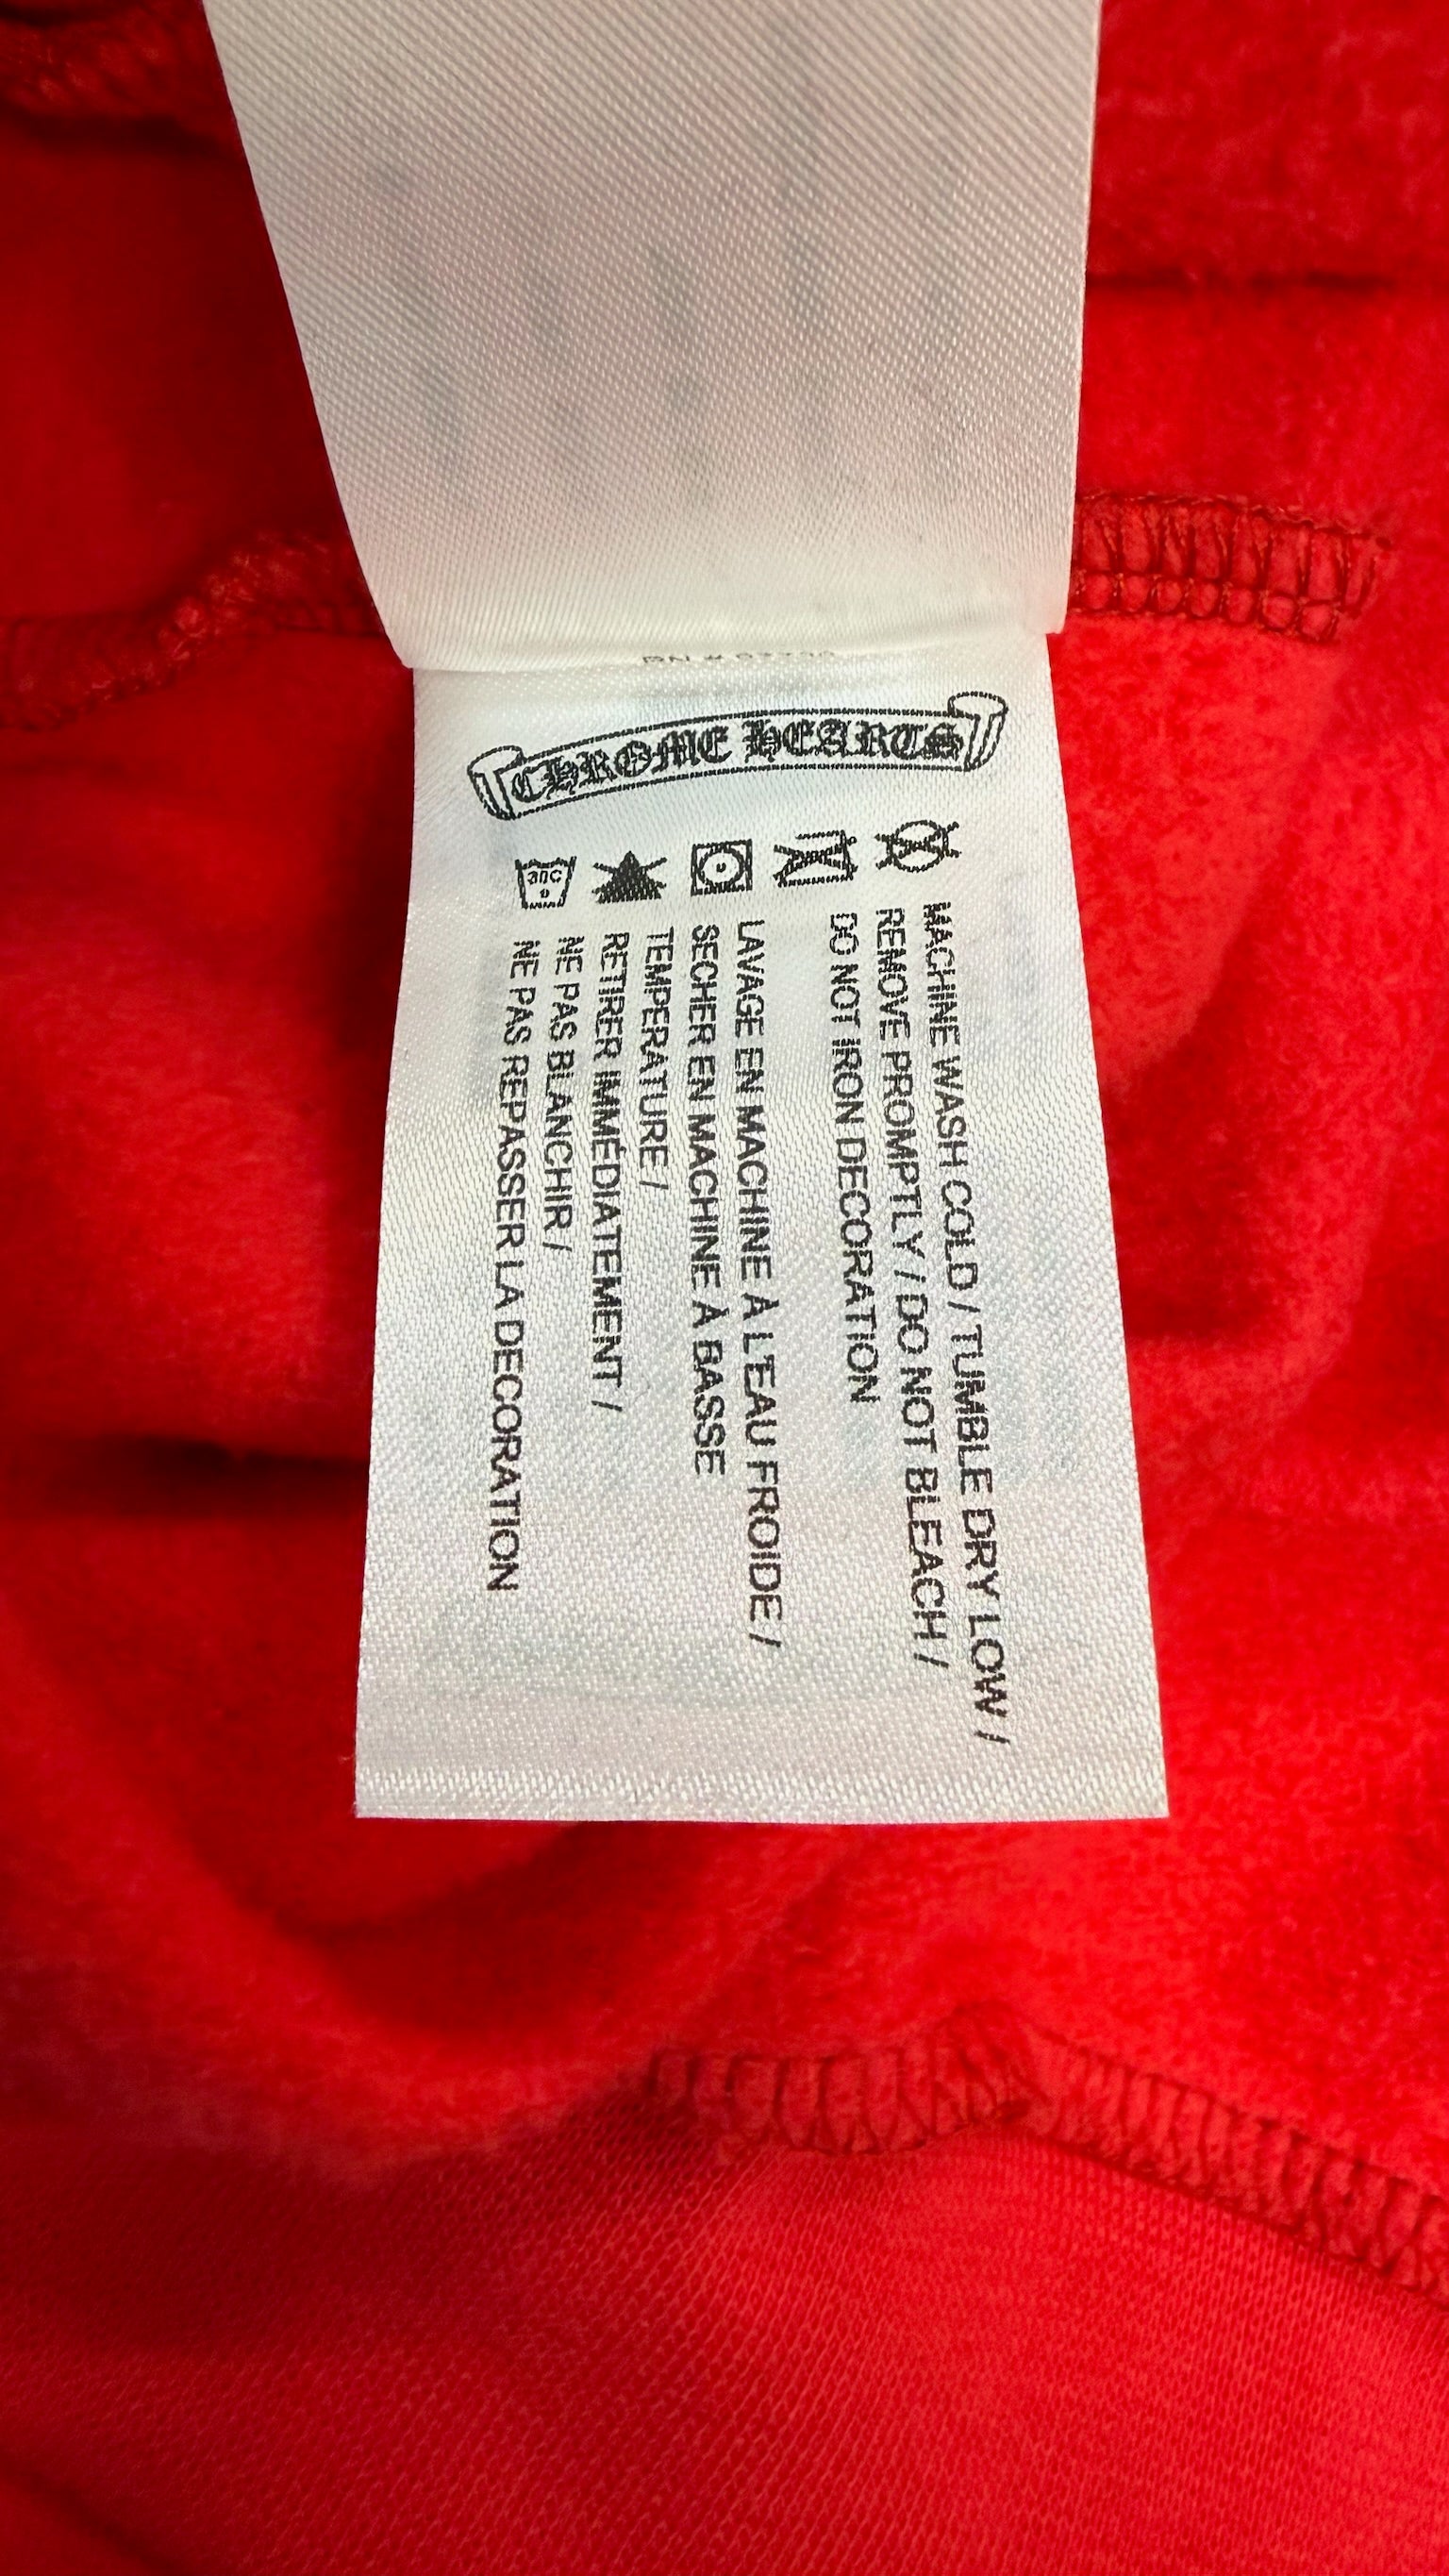 CHROME HEARTS
30C
MACHINE WASH COLD / TUMBLE DRY LOW /
REMOVE PROMPTLY / DO NOT BLEACH /
DO NOT IRON DECORATION
LAVAGE EN MACHINE À L'EAU FROIDE /
SECHER EN MACHINE À BASSE
TEMPERATURE /
RETIRER IMMÉDIATEMENT /
NE PAS BLANCHIR /
NE PAS REPASSER LA DECORATION